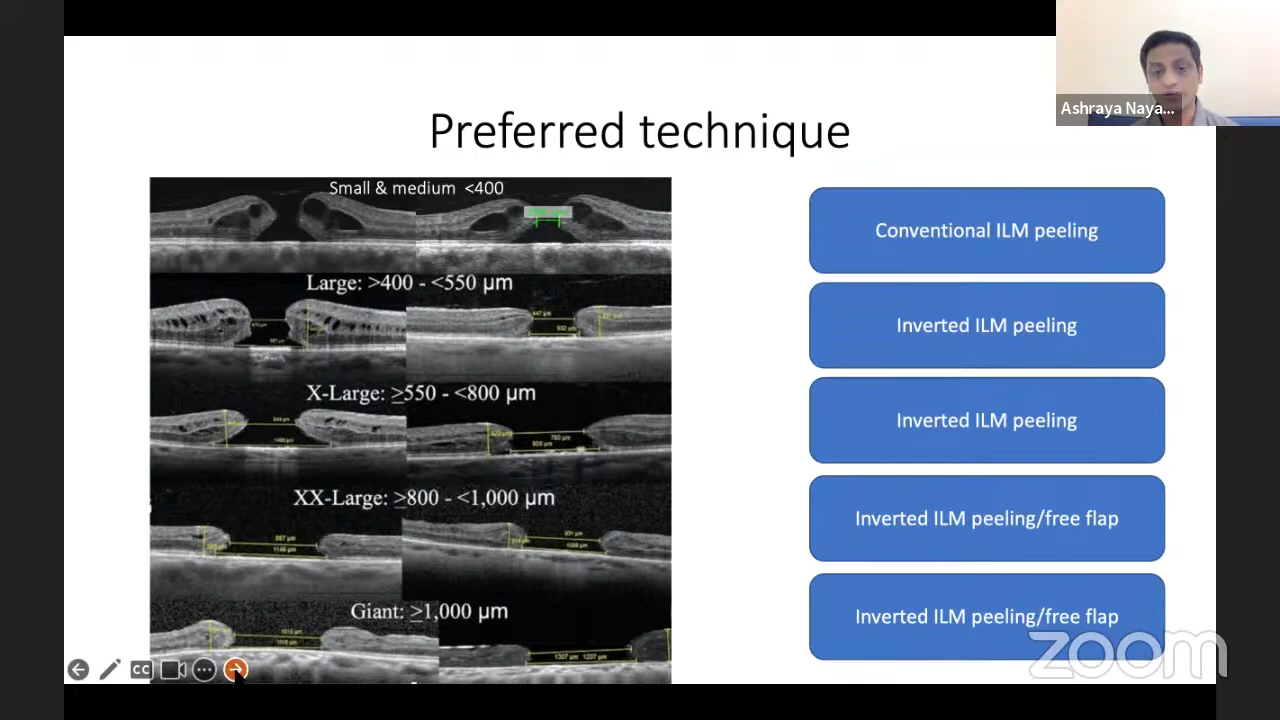 Ashraya Naya...
Preferred technique
Small & medium <400
Conventional ILM peeling
Large: >400 - <550 µm
Inverted ILM peeling
X-Large: ≥550 - <800 µm
Inverted ILM peeling
XX-Large: ≥800 - <1,000 µm
Inverted ILM peeling/free flap
Giant: ≥1,000 µm
Inverted ILM peeling/free flap
CC
zoom